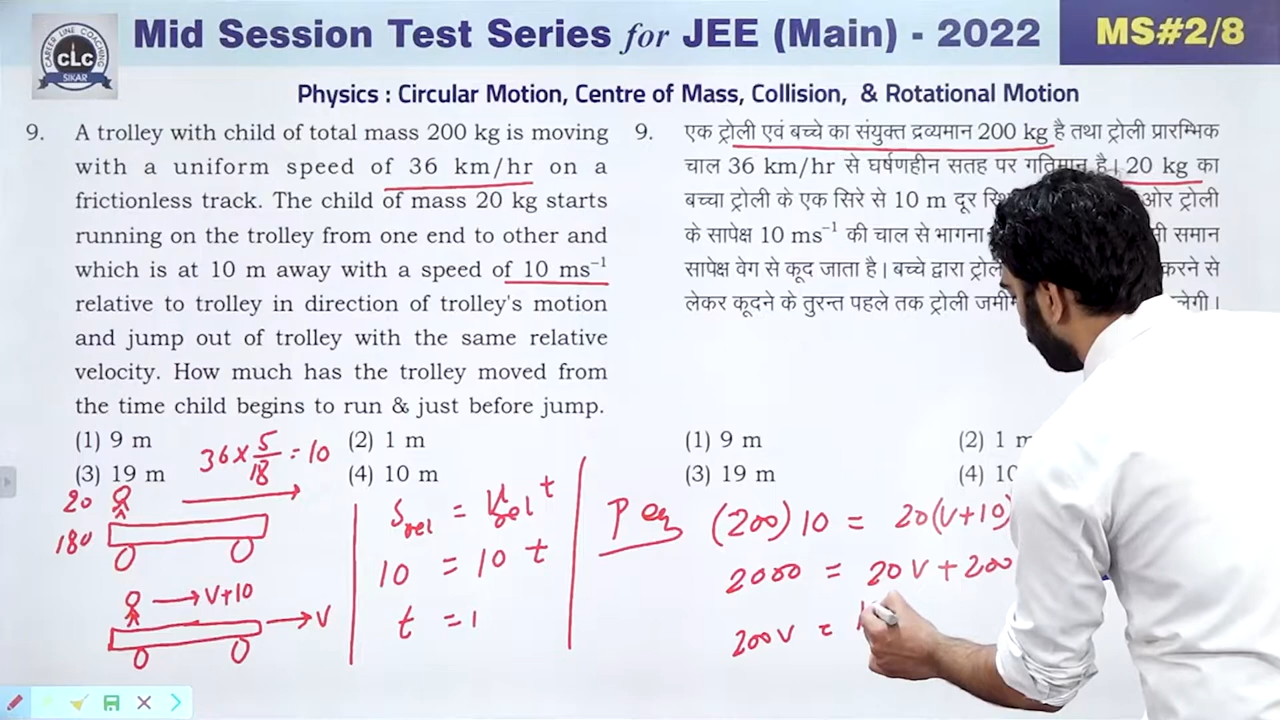 CAREER LINE COACHING
CLC
SIKAR
Mid Session Test Series for JEE (Main) - 2022
MS#2/8
Physics : Circular Motion, Centre of Mass, Collision, & Rotational Motion
9. A trolley with child of total mass 200 kg is moving
with a uniform speed of 36 km/hr on a
frictionless track. The child of mass 20 kg starts
running on the trolley from one end to other and
which is at 10 m away with a speed of 10 ms⁻¹
relative to trolley in direction of trolley's motion
and jump out of trolley with the same relative
velocity. How much has the trolley moved from
the time child begins to run & just before jump.
(1) 9 m (2) 1 m
(3) 19 m (4) 10 m
9. एक ट्रोली एवं बच्चे का संयुक्त द्रव्यमान 200 kg है तथा ट्रोली प्रारम्भिक
चाल 36 km/hr से घर्षणहीन सतह पर गतिमान है। 20 kg का
बच्चा ट्रोली के एक सिरे से 10 m दूर ओर ट्रोली
के सापेक्ष 10 ms⁻¹ की चाल से भागना समान
सापेक्ष वेग से कूद जाता है। बच्चे द्वारा करने से
लेकर कूदने के तुरन्त पहले तक ट्रोली
(1) 9 m (2) 1
(3) 19 m (4) 10
36 × 5/18 = 10
20
180
V+10
V
S rel = V rel t
10 = 10 t
t = 1
(200) 10 = 20(V+10)
2000 = 20V + 200
200V =